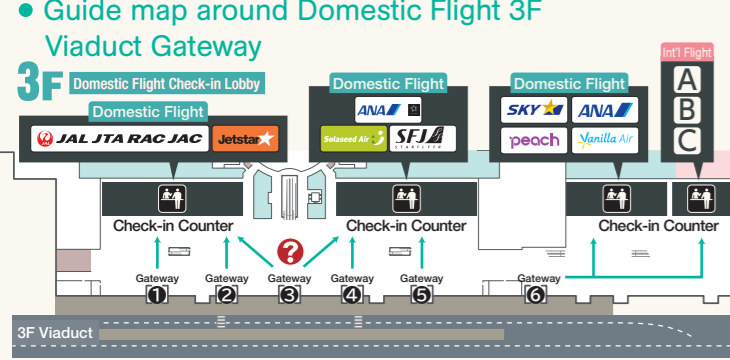 ● Guide map around Domestic Flight 3F
Viaduct Gateway
3F Domestic Flight Check-in Lobby
Domestic Flight
JAL JTA RAC JAC Jetstar
Domestic Flight
ANA
Solaseed Air SFJ
STARFLYER
Domestic Flight
SKY ANA
peach Vanilla Air
Int'l Flight
A
B
C
Check-in Counter
Check-in Counter
Check-in Counter
?
Gateway
1
Gateway
2
Gateway
3
Gateway
4
Gateway
5
Gateway
6
3F Viaduct